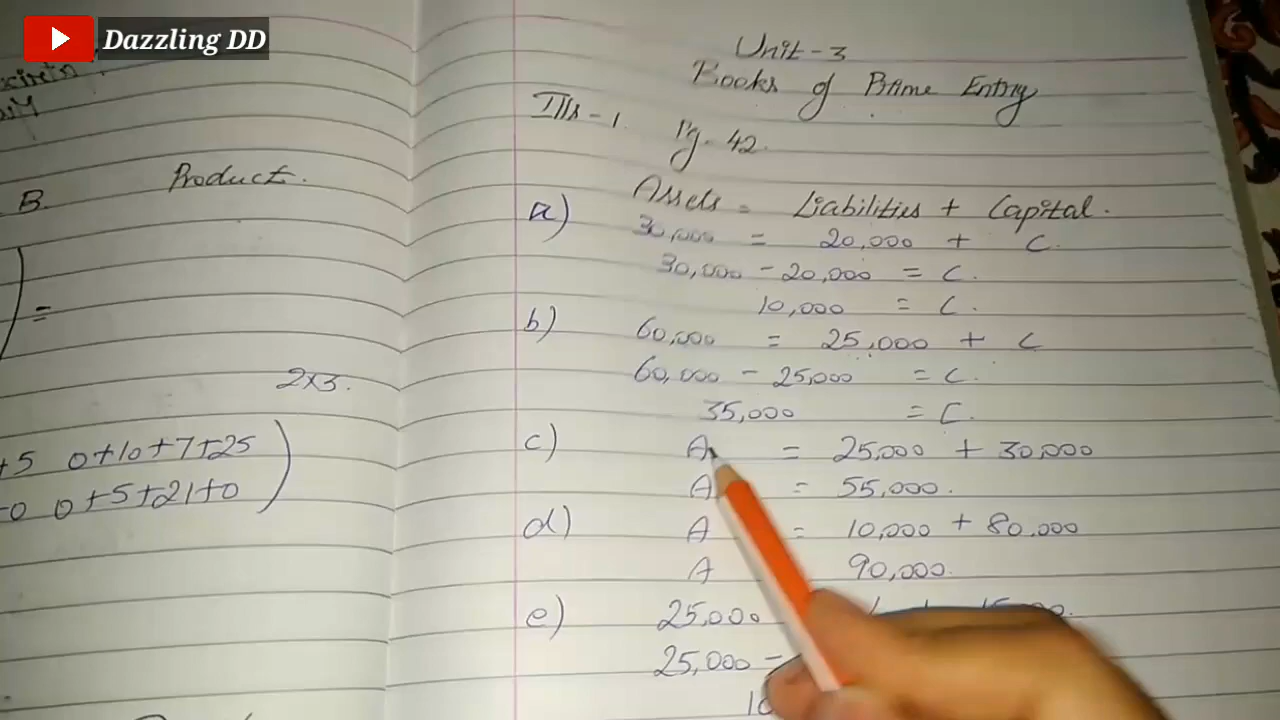 Dazzling DD
B.
Product.
=
2x3.
+5 0+10+7+25
0 0+5+21+0
Unit-3
Books of Prime Entry
Ills-1. Pg. 42.
Assets = Liabilities + Capital.
a) 30,000 = 20,000 + C.
30,000 - 20,000 = C.
10,000 = C.
b) 60,000 = 25,000 + C
60,000 - 25,000 = C.
35,000 = C.
c) A = 25,000 + 30,000
A = 55,000.
d) A = 10,000 + 80,000
A 90,000.
e) 25,000
25,000 =
10